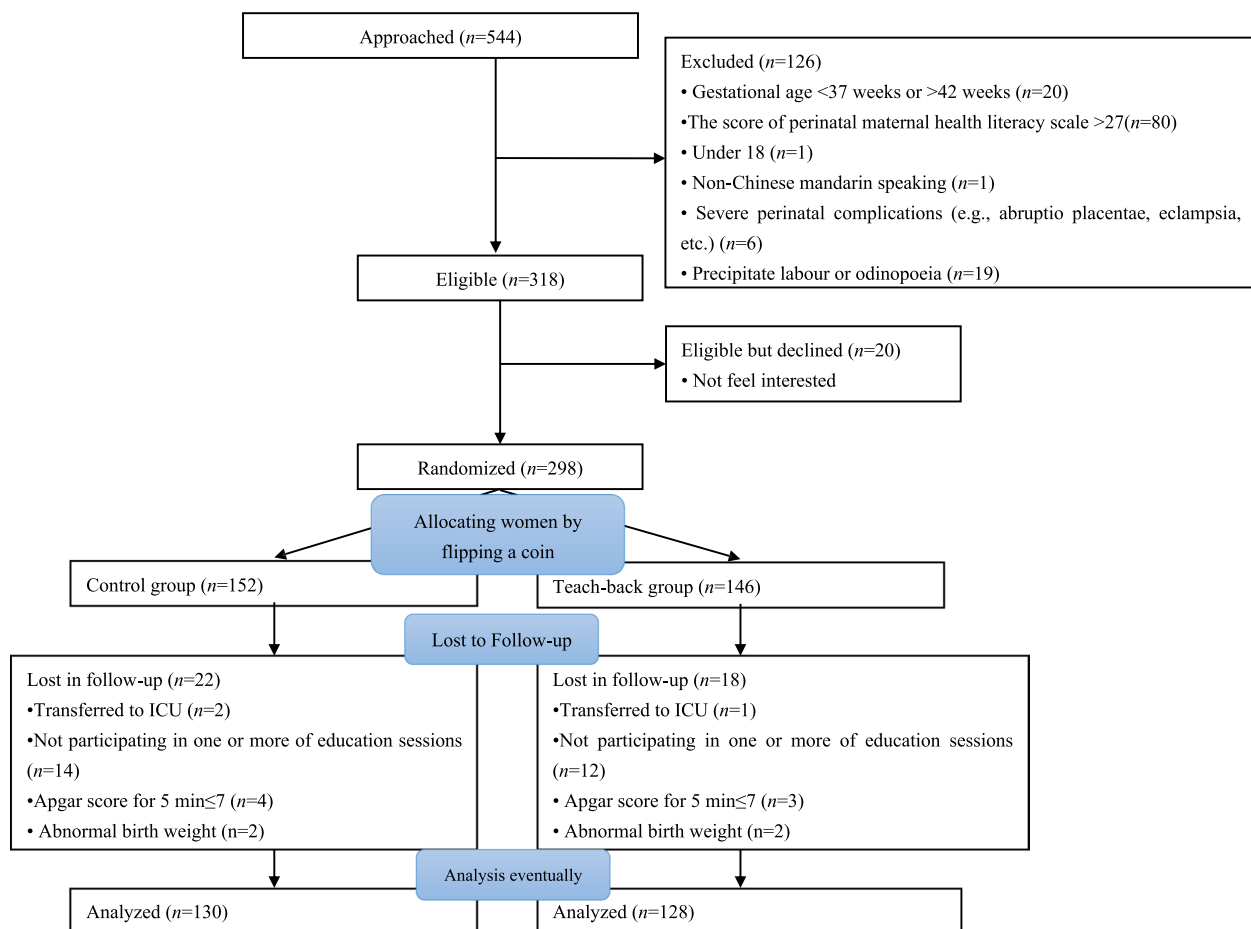 Approached (n=544)
Excluded (n=126)
• Gestational age <37 weeks or >42 weeks (n=20)
•The score of perinatal maternal health literacy scale >27(n=80)
• Under 18 (n=1)
• Non-Chinese mandarin speaking (n=1)
• Severe perinatal complications (e.g., abruptio placentae, eclampsia,
etc.) (n=6)
• Precipitate labour or odinopoeia (n=19)
Eligible (n=318)
Eligible but declined (n=20)
• Not feel interested
Randomized (n=298)
Allocating women by
flipping a coin
Control group (n=152)
Teach-back group (n=146)
Lost to Follow-up
Lost in follow-up (n=22)
•Transferred to ICU (n=2)
•Not participating in one or more of education sessions
(n=14)
•Apgar score for 5 min≤7 (n=4)
• Abnormal birth weight (n=2)
Lost in follow-up (n=18)
•Transferred to ICU (n=1)
•Not participating in one or more of education sessions
(n=12)
• Apgar score for 5 min≤7 (n=3)
• Abnormal birth weight (n=2)
Analysis eventually
Analyzed (n=130)
Analyzed (n=128)